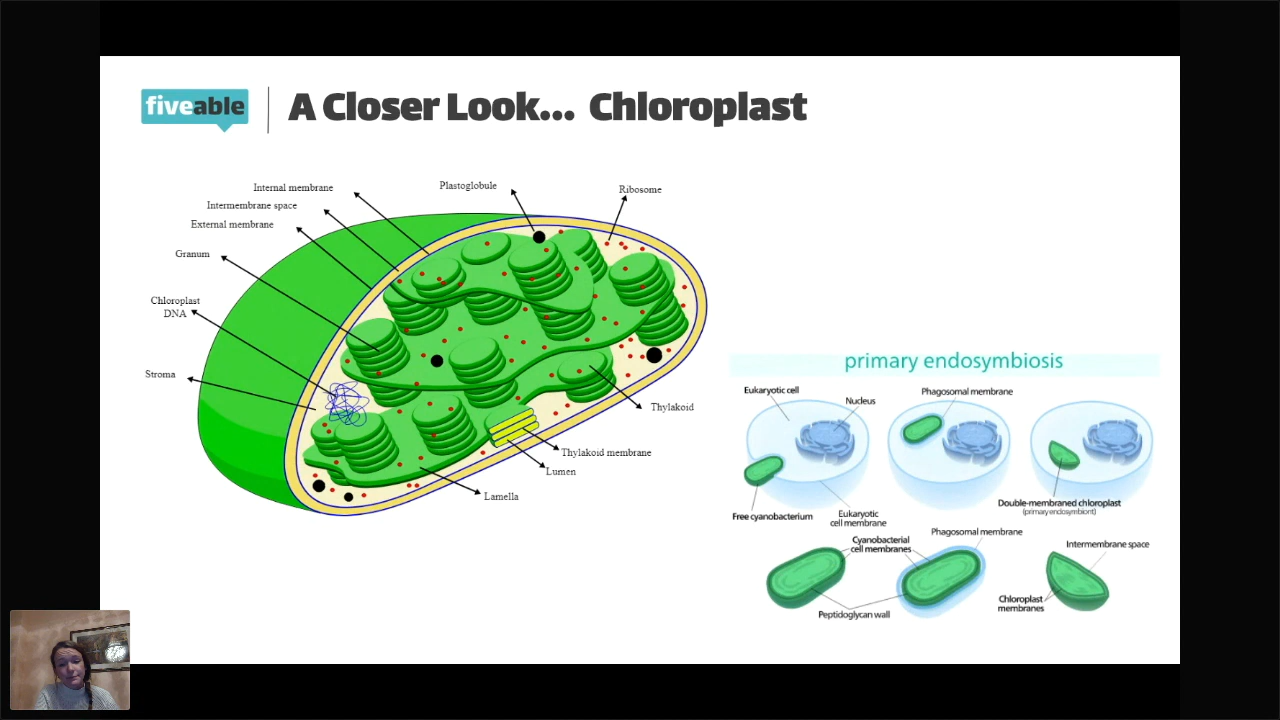 fiveable
A Closer Look... Chloroplast
Internal membrane
Intermembrane space
External membrane
Granum
Chloroplast
DNA
Stroma
Plastoglobule
Ribosome
Thylakoid
Thylakoid membrane
Lumen
Lamella
primary endosymbiosis
Eukaryotic cell
Nucleus
Phagosomal membrane
Free cyanobacterium
Eukaryotic
cell membrane
Double-membraned chloroplast
(primary endosymbiont)
Cyanobacterial
cell membranes
Phagosomal membrane
Intermembrane space
Peptidoglycan wall
Chloroplast
membranes